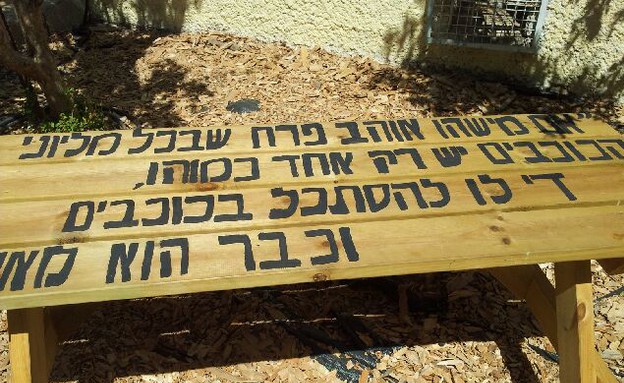 "אם מישהו אוהב פרח שבכל מליוני
הכוכבים יש רק אחד כמוהו,
די לו להסתכל בכוכבים
וכבר הוא